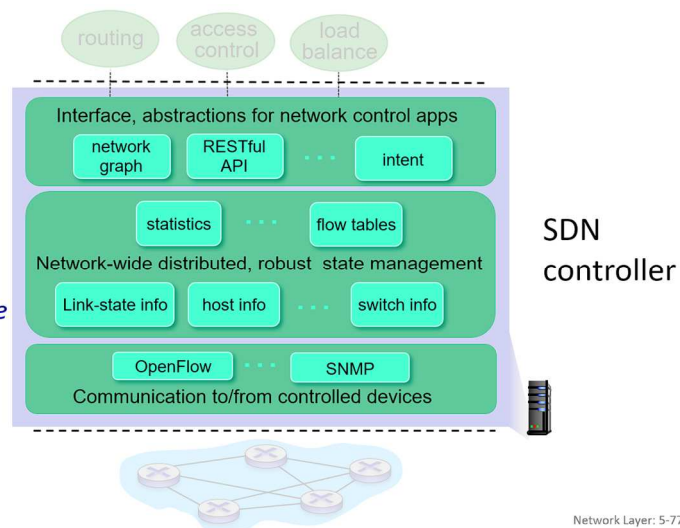 routing
access
control
load
balance
Interface, abstractions for network control apps
network
graph
RESTful
API
intent
statistics
flow tables
Network-wide distributed, robust state management
Link-state info
host info
switch info
OpenFlow
SNMP
Communication to/from controlled devices
SDN
controller
e
Network Layer: 5-77